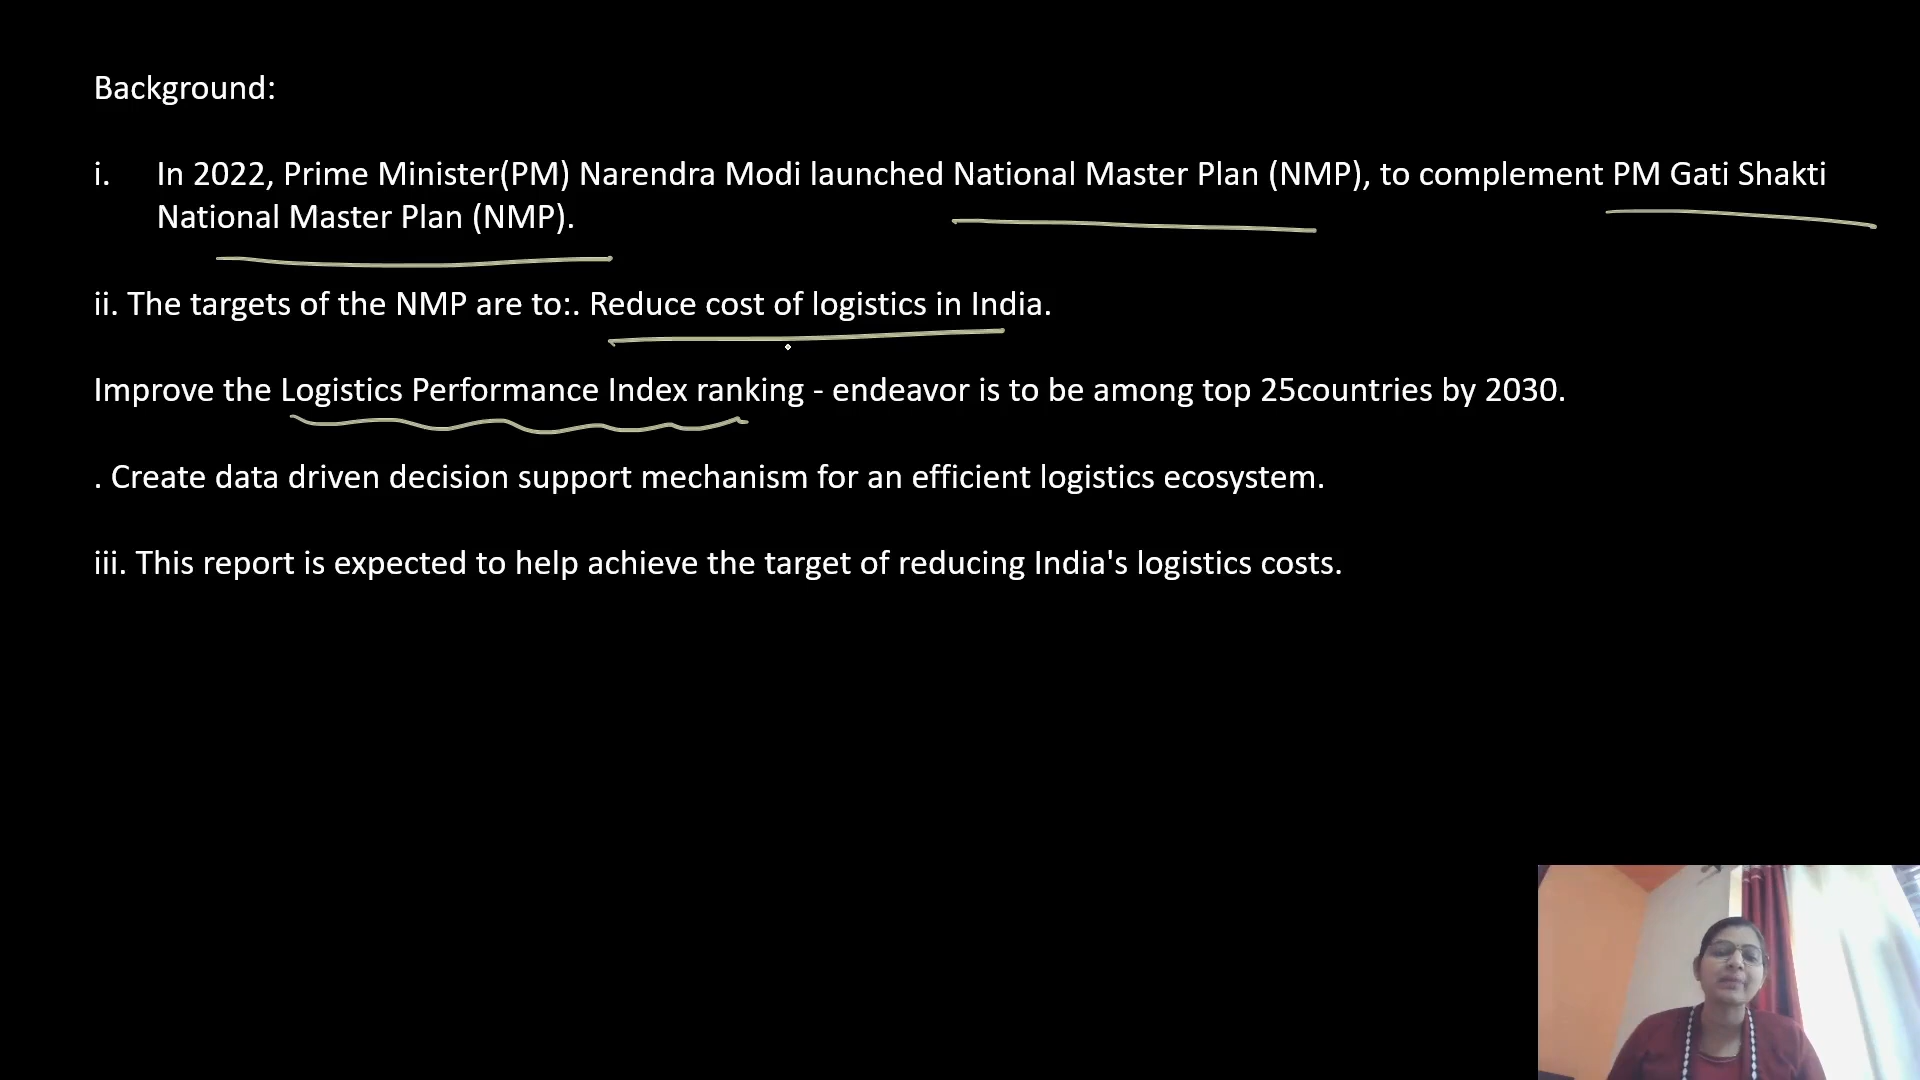 Background:
i. In 2022, Prime Minister(PM) Narendra Modi launched National Master Plan (NMP), to complement PM Gati Shakti
National Master Plan (NMP).
ii. The targets of the NMP are to:. Reduce cost of logistics in India.
Improve the Logistics Performance Index ranking - endeavor is to be among top 25countries by 2030.
. Create data driven decision support mechanism for an efficient logistics ecosystem.
iii. This report is expected to help achieve the target of reducing India's logistics costs.